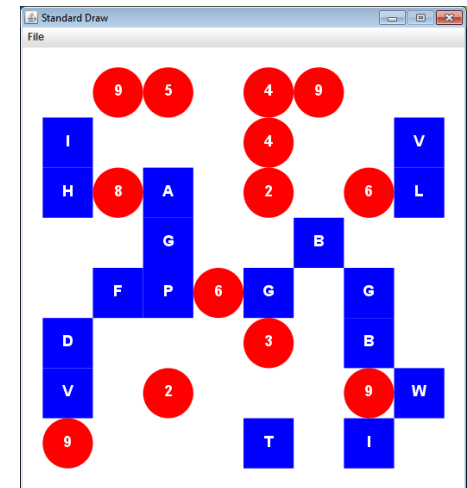 Standard Draw
File
9 5 4 9
I 4 V
H 8 A 2 6 L
G B
F P 6 G G
D 3 B
V 2 9 W
9 T I